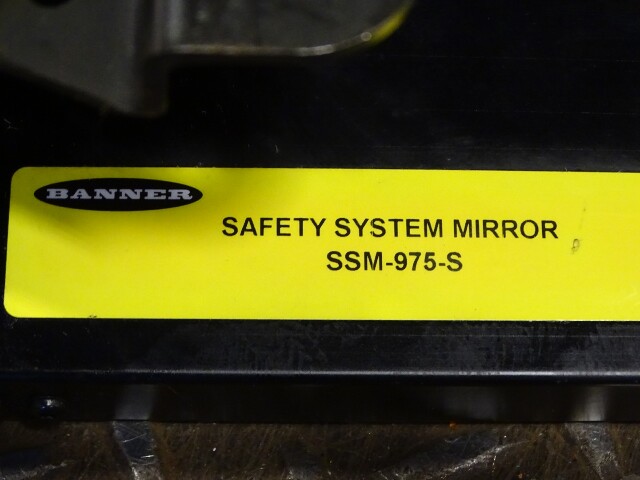 BANNER
SAFETY SYSTEM MIRROR
SSM-975-S